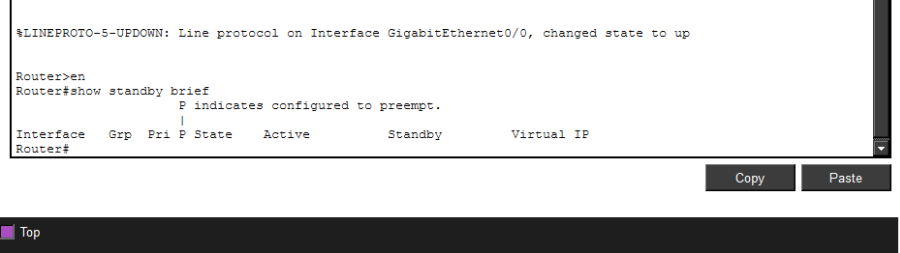 %LINEPROTO-5-UPDOWN: Line protocol on Interface GigabitEthernet0/0, changed state to up
Router>en
Router#show standby brief
P indicates configured to preempt.
|
Interface   Grp  Pri P State   Active          Standby         Virtual IP
Router#
Copy
Paste
Top